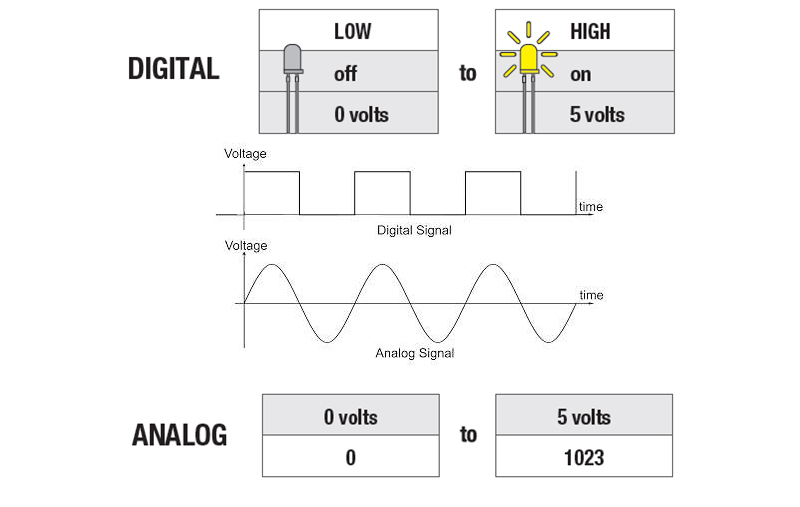 LOW
HIGH
DIGITAL
off
to
on
0 volts
5 volts
Voltage
time
Digital Signal
Voltage
time
Analog Signal
0 volts
5 volts
ANALOG
to
0
1023